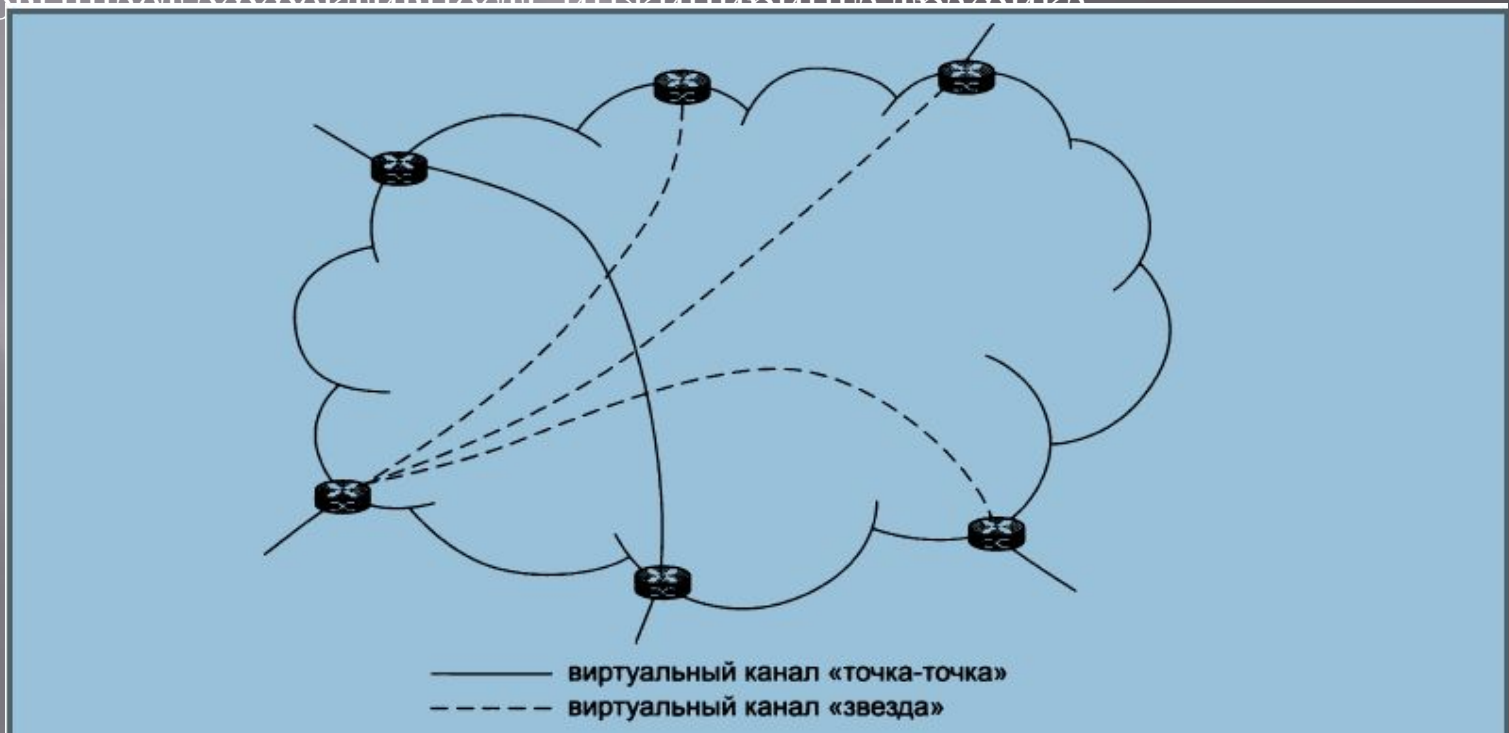 виртуальный канал «точка-точка»
виртуальный канал «звезда»